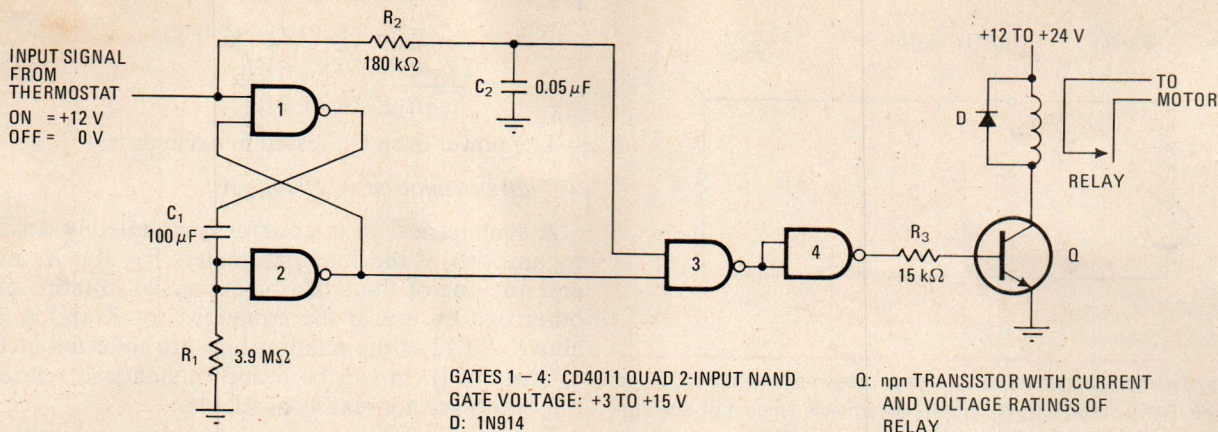 INPUT SIGNAL
FROM
THERMOSTAT
ON = +12 V
OFF = 0 V
R2
180 kΩ
C2
0.05 μF
1
C1
100 μF
2
R1
3.9 MΩ
3
4
R3
15 kΩ
+12 TO +24 V
D
TO
MOTOR
RELAY
Q
GATES 1 – 4: CD4011 QUAD 2-INPUT NAND
GATE VOLTAGE: +3 TO +15 V
D: 1N914
Q: npn TRANSISTOR WITH CURRENT
AND VOLTAGE RATINGS OF
RELAY